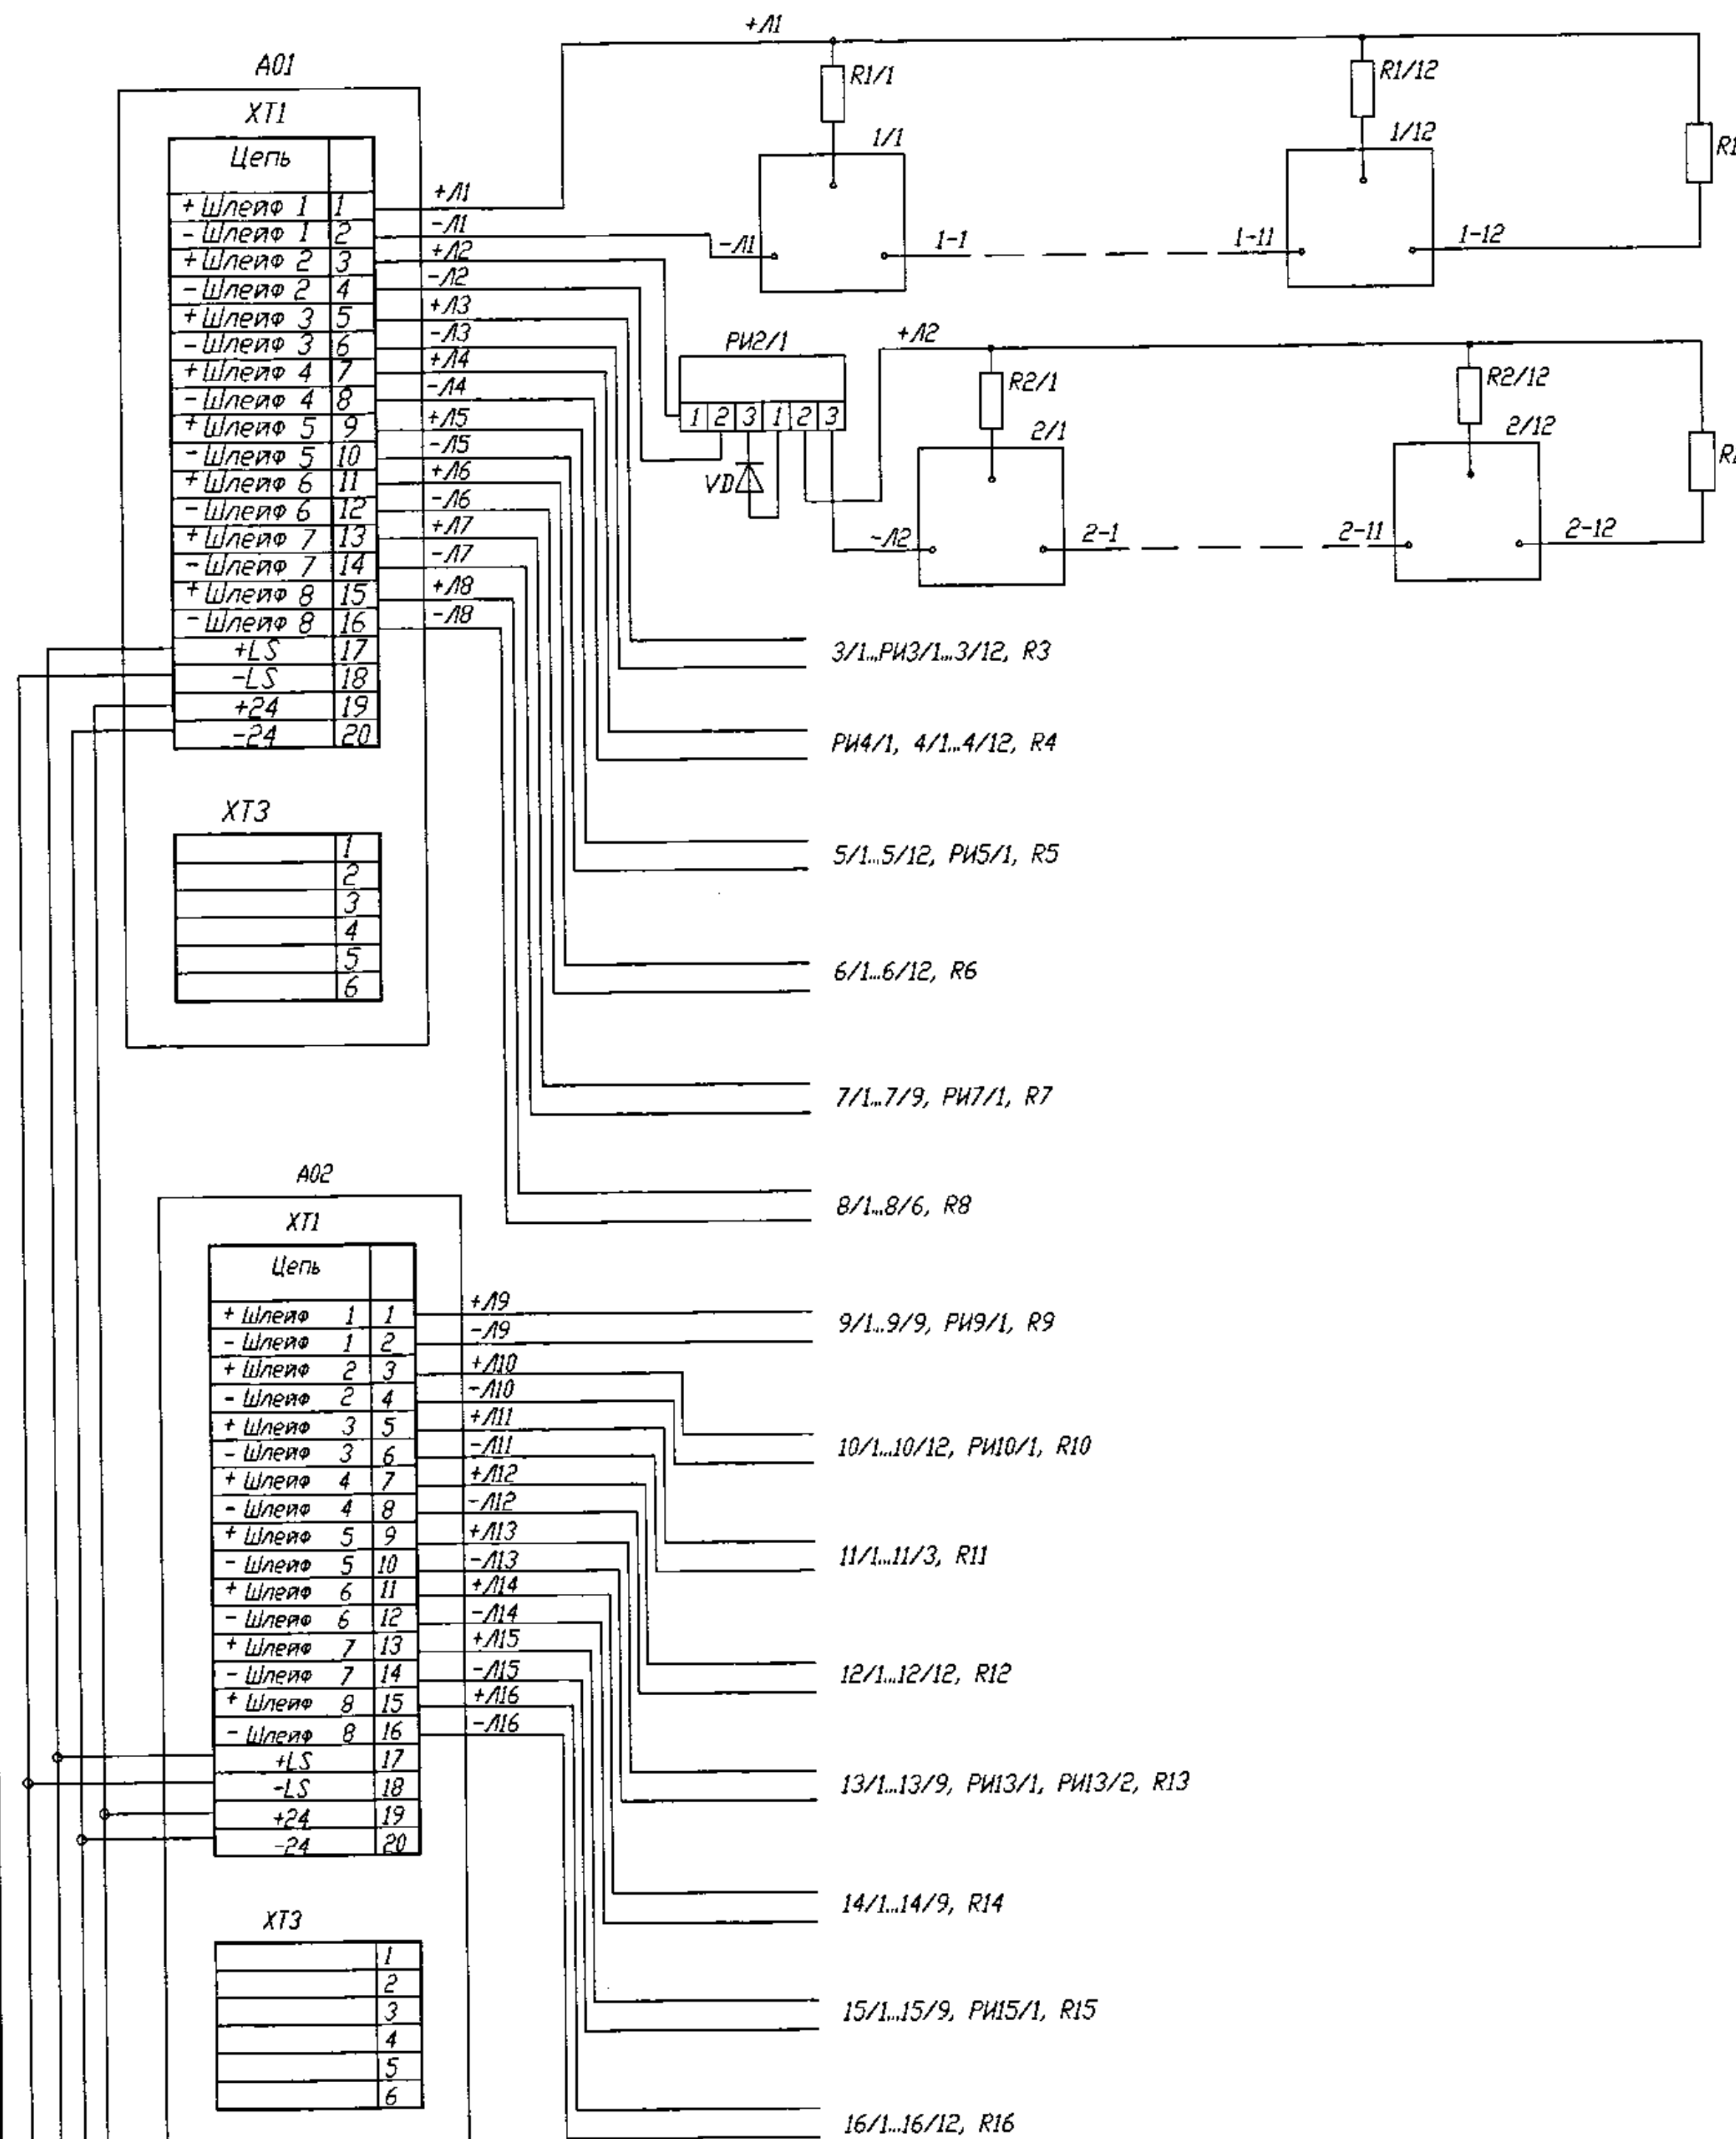 А01
ХТ1
Цепь
+ Шлейф 1 1
- Шлейф 1 2
+ Шлейф 2 3
- Шлейф 2 4
+ Шлейф 3 5
- Шлейф 3 6
+ Шлейф 4 7
- Шлейф 4 8
+ Шлейф 5 9
- Шлейф 5 10
+ Шлейф 6 11
- Шлейф 6 12
+ Шлейф 7 13
- Шлейф 7 14
+ Шлейф 8 15
- Шлейф 8 16
+LS 17
-LS 18
+24 19
-24 20
+Л1
-Л1
+Л2
-Л2
+Л3
-Л3
+Л4
-Л4
+Л5
-Л5
+Л6
-Л6
+Л7
-Л7
+Л8
-Л8
+Л1
R1/1
R1/12
1/1
1/12
R1
-Л1
1-1
1-11
1-12
РИ2/1
1 2 3 1 2 3
VD
+Л2
R2/1
R2/12
2/1
2/12
-Л2
2-1
2-11
2-12
3/1...РИ3/1...3/12, R3
РИ4/1, 4/1...4/12, R4
5/1...5/12, РИ5/1, R5
6/1...6/12, R6
7/1...7/9, РИ7/1, R7
8/1...8/6, R8
ХТ3
1
2
3
4
5
6
А02
ХТ1
Цепь
+ Шлейф 1 1
- Шлейф 1 2
+ Шлейф 2 3
- Шлейф 2 4
+ Шлейф 3 5
- Шлейф 3 6
+ Шлейф 4 7
- Шлейф 4 8
+ Шлейф 5 9
- Шлейф 5 10
+ Шлейф 6 11
- Шлейф 6 12
+ Шлейф 7 13
- Шлейф 7 14
+ Шлейф 8 15
- Шлейф 8 16
+LS 17
-LS 18
+24 19
-24 20
+Л9
-Л9
+Л10
-Л10
+Л11
-Л11
+Л12
-Л12
+Л13
-Л13
+Л14
-Л14
+Л15
-Л15
+Л16
-Л16
9/1...9/9, РИ9/1, R9
10/1...10/12, РИ10/1, R10
11/1...11/3, R11
12/1...12/12, R12
13/1...13/9, РИ13/1, РИ13/2, R13
14/1...14/9, R14
15/1...15/9, РИ15/1, R15
16/1...16/12, R16
ХТ3
1
2
3
4
5
6